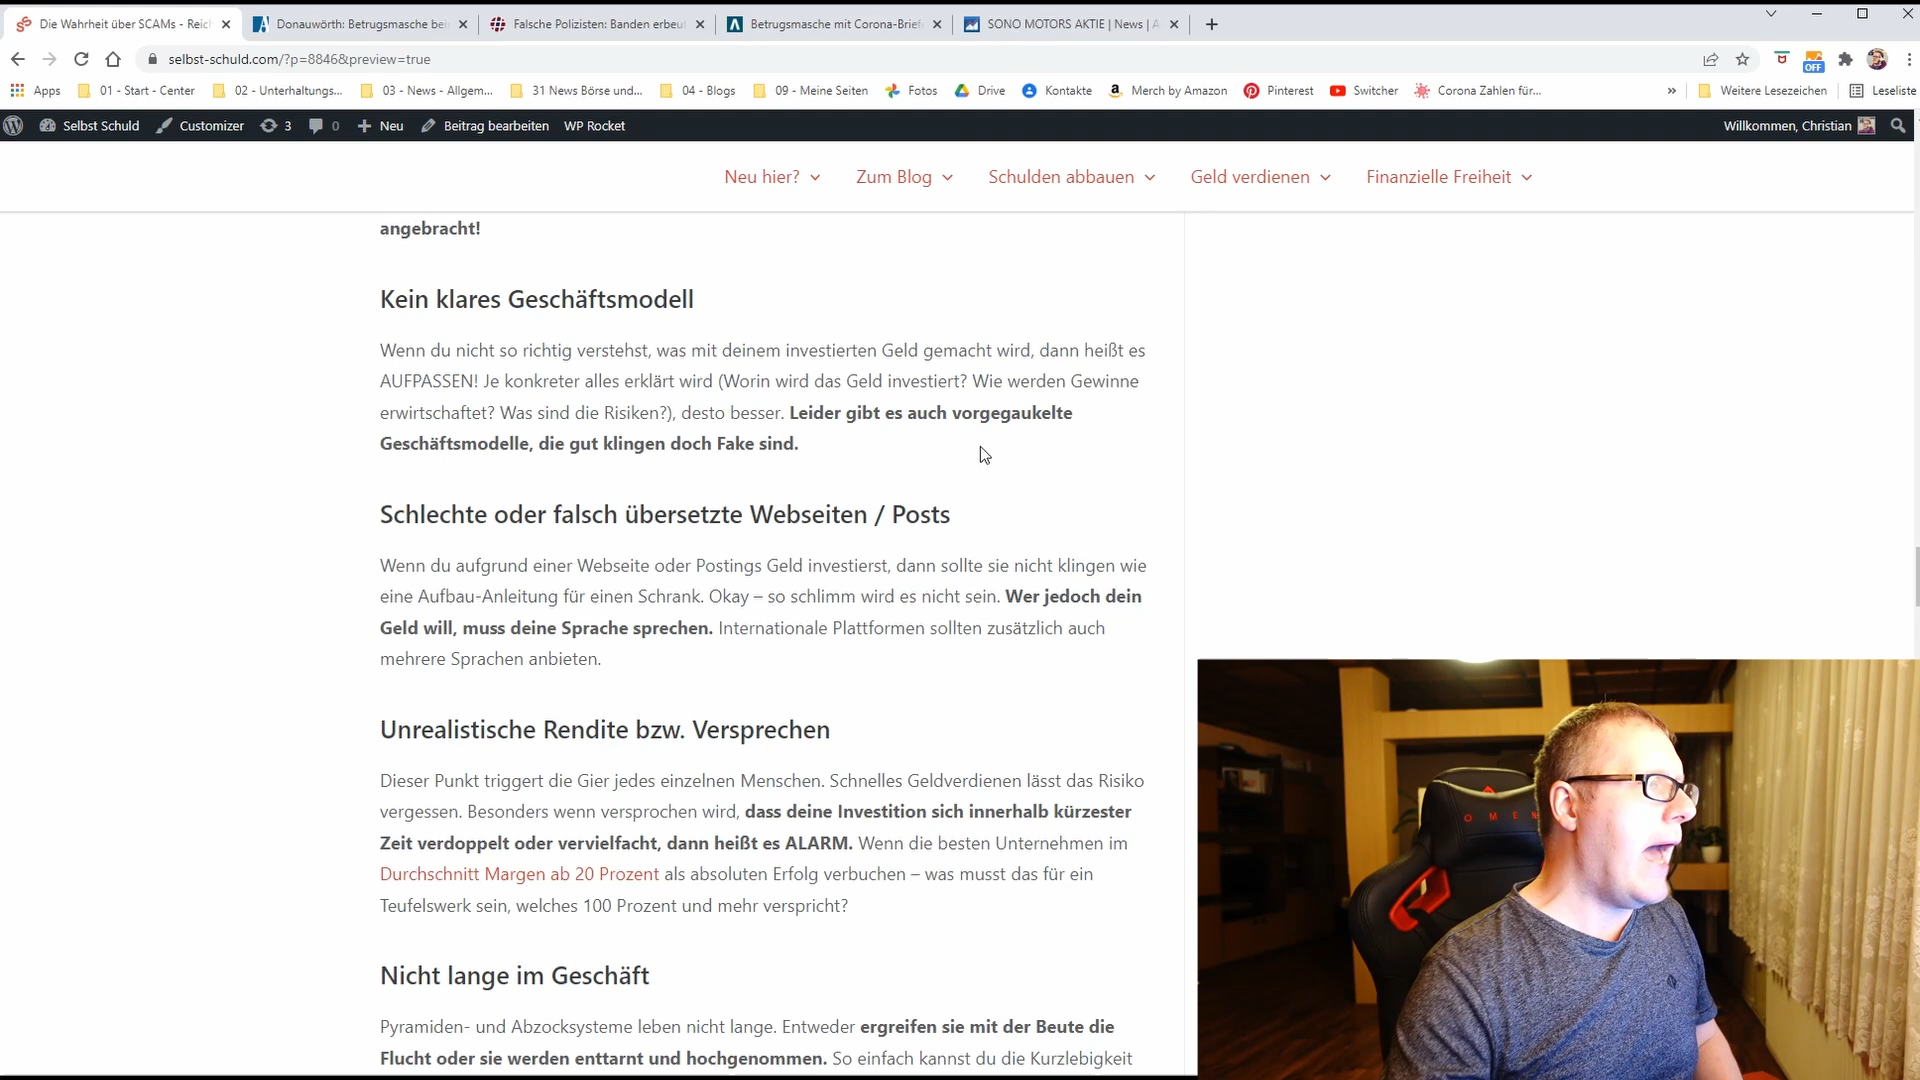 Die Wahrheit über SCAMs - Reich
Donauwörth: Betrugsmasche bei
Falsche Polizisten: Banden erbeut
Betrugsmasche mit Corona-Brief
SONO MOTORS AKTIE | News | A
selbst-schuld.com/?p=8846&preview=true
OFF
Apps
01 - Start - Center
02 - Unterhaltungs...
03 - News - Allgem...
31 News Börse und...
04 - Blogs
09 - Meine Seiten
Fotos
Drive
Kontakte
Merch by Amazon
Pinterest
Switcher
Corona Zahlen für...
»
Weitere Lesezeichen
Leseliste
Selbst Schuld
Customizer
3
0
Neu
Beitrag bearbeiten
WP Rocket
Willkommen, Christian
Neu hier?
Zum Blog
Schulden abbauen
Geld verdienen
Finanzielle Freiheit
angebracht!
Kein klares Geschäftsmodell
Wenn du nicht so richtig verstehst, was mit deinem investierten Geld gemacht wird, dann heißt es
AUFPASSEN! Je konkreter alles erklärt wird (Worin wird das Geld investiert? Wie werden Gewinne
erwirtschaftet? Was sind die Risiken?), desto besser. Leider gibt es auch vorgegaukelte
Geschäftsmodelle, die gut klingen doch Fake sind.
Schlechte oder falsch übersetzte Webseiten / Posts
Wenn du aufgrund einer Webseite oder Postings Geld investierst, dann sollte sie nicht klingen wie
eine Aufbau-Anleitung für einen Schrank. Okay – so schlimm wird es nicht sein. Wer jedoch dein
Geld will, muss deine Sprache sprechen. Internationale Plattformen sollten zusätzlich auch
mehrere Sprachen anbieten.
Unrealistische Rendite bzw. Versprechen
Dieser Punkt triggert die Gier jedes einzelnen Menschen. Schnelles Geldverdienen lässt das Risiko
vergessen. Besonders wenn versprochen wird, dass deine Investition sich innerhalb kürzester
Zeit verdoppelt oder vervielfacht, dann heißt es ALARM. Wenn die besten Unternehmen im
Durchschnitt Margen ab 20 Prozent als absoluten Erfolg verbuchen – was musst das für ein
Teufelswerk sein, welches 100 Prozent und mehr verspricht?
Nicht lange im Geschäft
Pyramiden- und Abzocksysteme leben nicht lange. Entweder ergreifen sie mit der Beute die
Flucht oder sie werden enttarnt und hochgenommen. So einfach kannst du die Kurzlebigkeit
OMEN